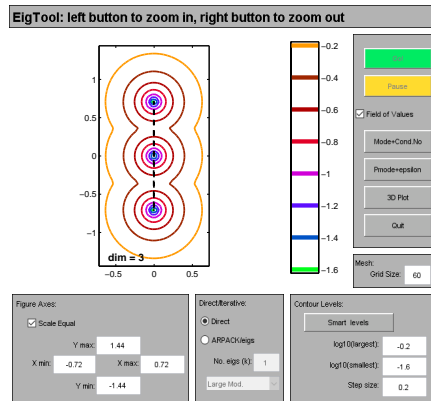 EigTool: left button to zoom in, right button to zoom out
1
0.5
0
−0.5
−1
dim = 3
−0.5
0
0.5
−0.2
−0.4
−0.6
−0.8
−1
−1.2
−1.4
−1.6
Go!
Pause
Field of Values
Mode+Cond.No
Pmode+epsilon
3D Plot
Quit
Mesh:
Grid Size: 60
Figure Axes:
Scale Equal
Y max: 1.44
X min: -0.72 X max: 0.72
Y min: -1.44
Direct/Iterative:
Direct
ARPACK/eigs
No. eigs (k): 1
Large Mod.
Contour Levels:
Smart levels
log10(largest): -0.2
log10(smallest): -1.6
Step size: 0.2